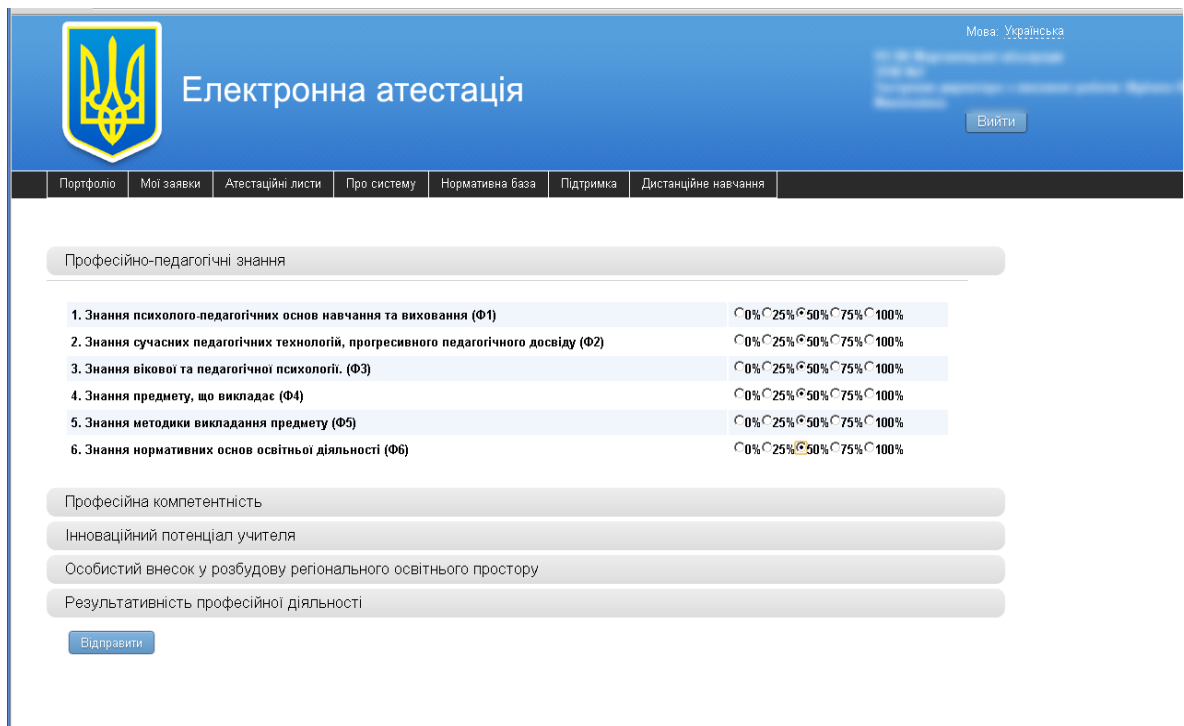 Мова: Українська
Електронна атестація
Вийти
Портфоліо Мої заявки Атестаційні листи Про систему Нормативна база Підтримка Дистанційне навчання
Професійно-педагогічні знання
1. Знання психолого-педагогічних основ навчання та виховання (Ф1) 0% 25% 50% 75% 100%
2. Знання сучасних педагогічних технологій, прогресивного педагогічного досвіду (Ф2) 0% 25% 50% 75% 100%
3. Знання вікової та педагогічної психології. (Ф3) 0% 25% 50% 75% 100%
4. Знання предмету, що викладає (Ф4) 0% 25% 50% 75% 100%
5. Знання методики викладання предмету (Ф5) 0% 25% 50% 75% 100%
6. Знання нормативних основ освітньої діяльності (Ф6) 0% 25% 50% 75% 100%
Професійна компетентність
Інноваційний потенціал учителя
Особистий внесок у розбудову регіонального освітнього простору
Результативність професійної діяльності
Відправити